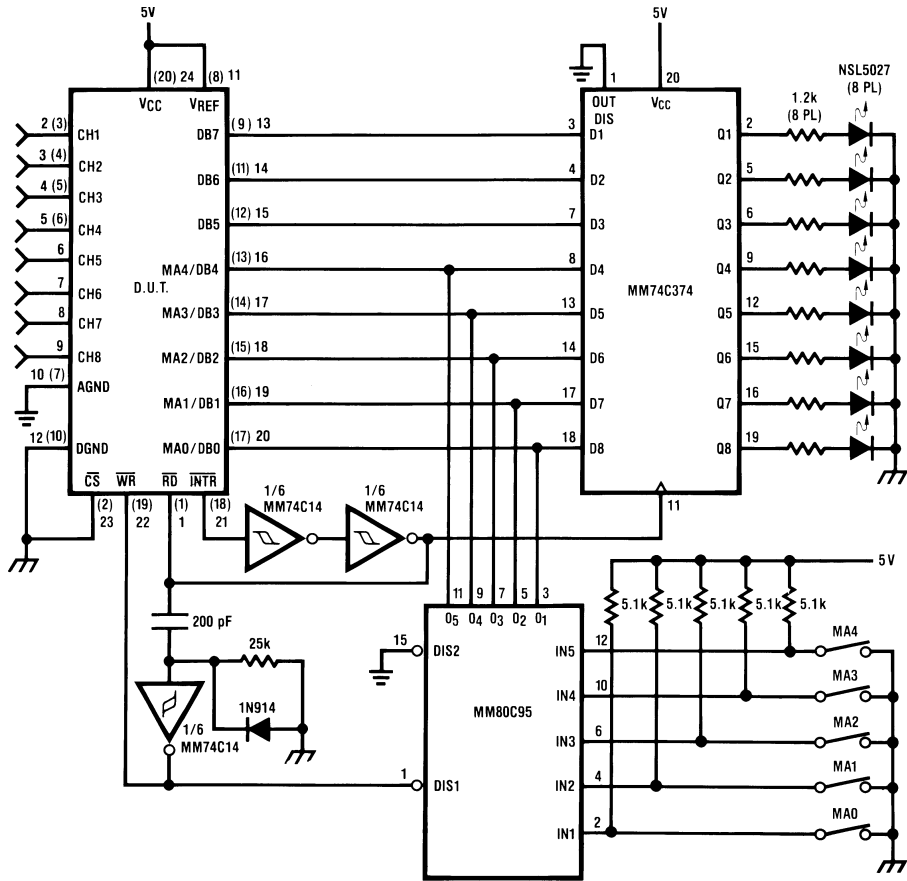 5V
5V
(20) 24
(8) 11
1
20
NSL5027
(8 PL)
1.2k
(8 PL)
VCC
VREF
OUT
DIS
VCC
2 (3)
CH1
DB7
(9) 13
3
D1
Q1
2
3 (4)
CH2
DB6
(11) 14
4
D2
Q2
5
4 (5)
CH3
DB5
(12) 15
7
D3
Q3
6
5 (6)
CH4
MA4/DB4
(13) 16
8
D4
Q4
9
6
CH5
D.U.T.
MM74C374
7
CH6
MA3/DB3
(14) 17
13
D5
Q5
12
8
CH7
MA2/DB2
(15) 18
14
D6
Q6
15
9
CH8
10 (7)
AGND
MA1/DB1
(16) 19
17
D7
Q7
16
12 (10)
DGND
MA0/DB0
(17) 20
18
D8
Q8
19
CS
WR
RD
INTR
(2)
23
(19)
22
(1)
1
(18)
21
1/6
MM74C14
1/6
MM74C14
11
5V
200 pF
11
9
7
5
3
O5
O4
O3
O2
O1
5.1k
5.1k
5.1k
5.1k
5.1k
25k
15
DIS2
IN5
12
MA4
1N914
IN4
10
MA3
MM80C95
1/6
MM74C14
IN3
6
MA2
1
DIS1
IN2
4
MA1
IN1
2
MA0